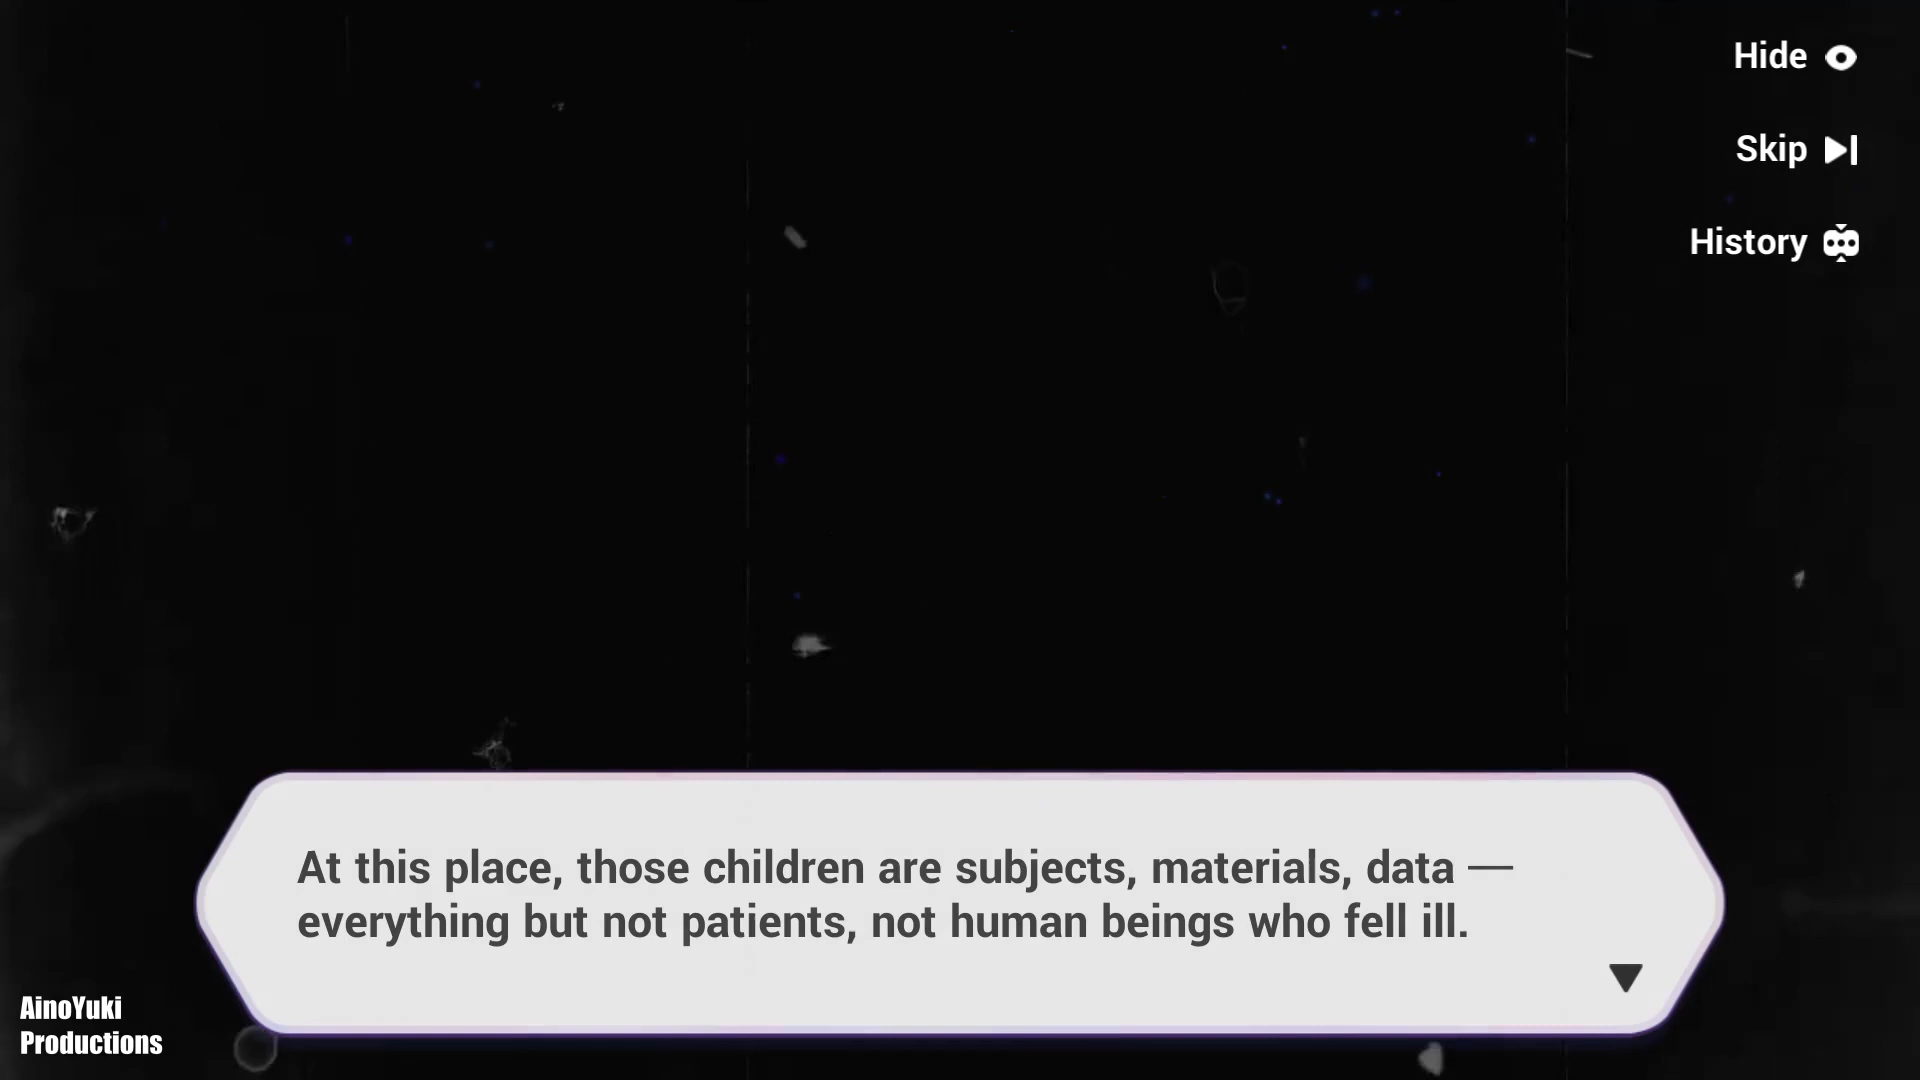 Hide
Skip
History
At this place, those children are subjects, materials, data —
everything but not patients, not human beings who fell ill.
AinoYuki
Productions